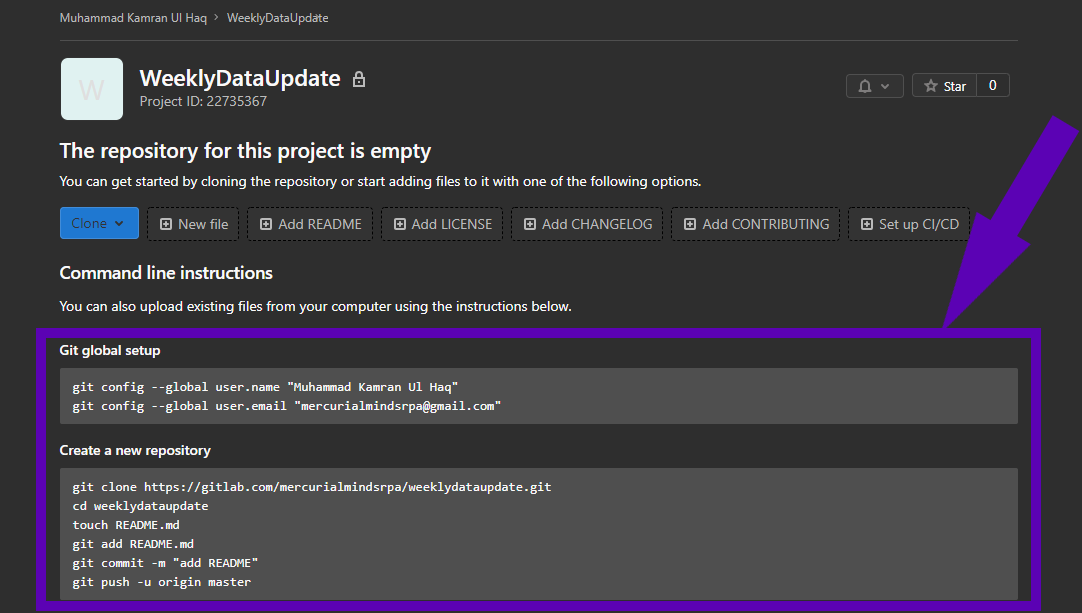 Muhammad Kamran Ul Haq › WeeklyDataUpdate
W
WeeklyDataUpdate
Project ID: 22735367
Star 0
The repository for this project is empty
You can get started by cloning the repository or start adding files to it with one of the following options.
Clone New file Add README Add LICENSE Add CHANGELOG Add CONTRIBUTING Set up CI/CD
Command line instructions
You can also upload existing files from your computer using the instructions below.
Git global setup
git config --global user.name "Muhammad Kamran Ul Haq"
git config --global user.email "mercurialmindsrpa@gmail.com"
Create a new repository
git clone https://gitlab.com/mercurialmindsrpa/weeklydataupdate.git
cd weeklydataupdate
touch README.md
git add README.md
git commit -m "add README"
git push -u origin master